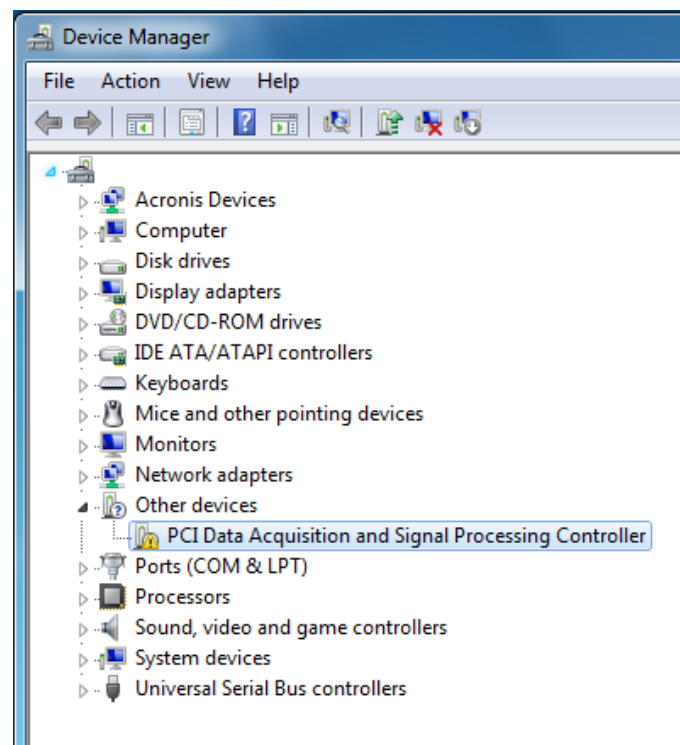 Device Manager
File Action View Help
Acronis Devices
Computer
Disk drives
Display adapters
DVD/CD-ROM drives
IDE ATA/ATAPI controllers
Keyboards
Mice and other pointing devices
Monitors
Network adapters
Other devices
PCI Data Acquisition and Signal Processing Controller
Ports (COM & LPT)
Processors
Sound, video and game controllers
System devices
Universal Serial Bus controllers